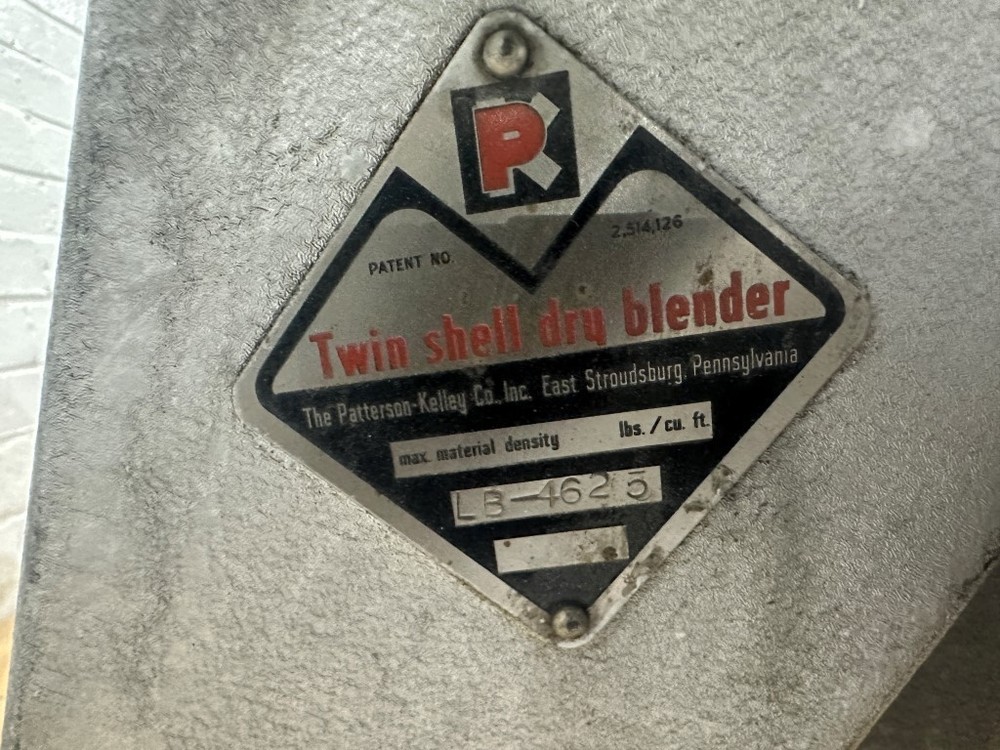 PK
PATENT NO. 2,514,126
Twin shell dry blender
The Patterson-Kelley Co., Inc. East Stroudsburg, Pennsylvania
max. material density lbs. / cu. ft.
LB-4625